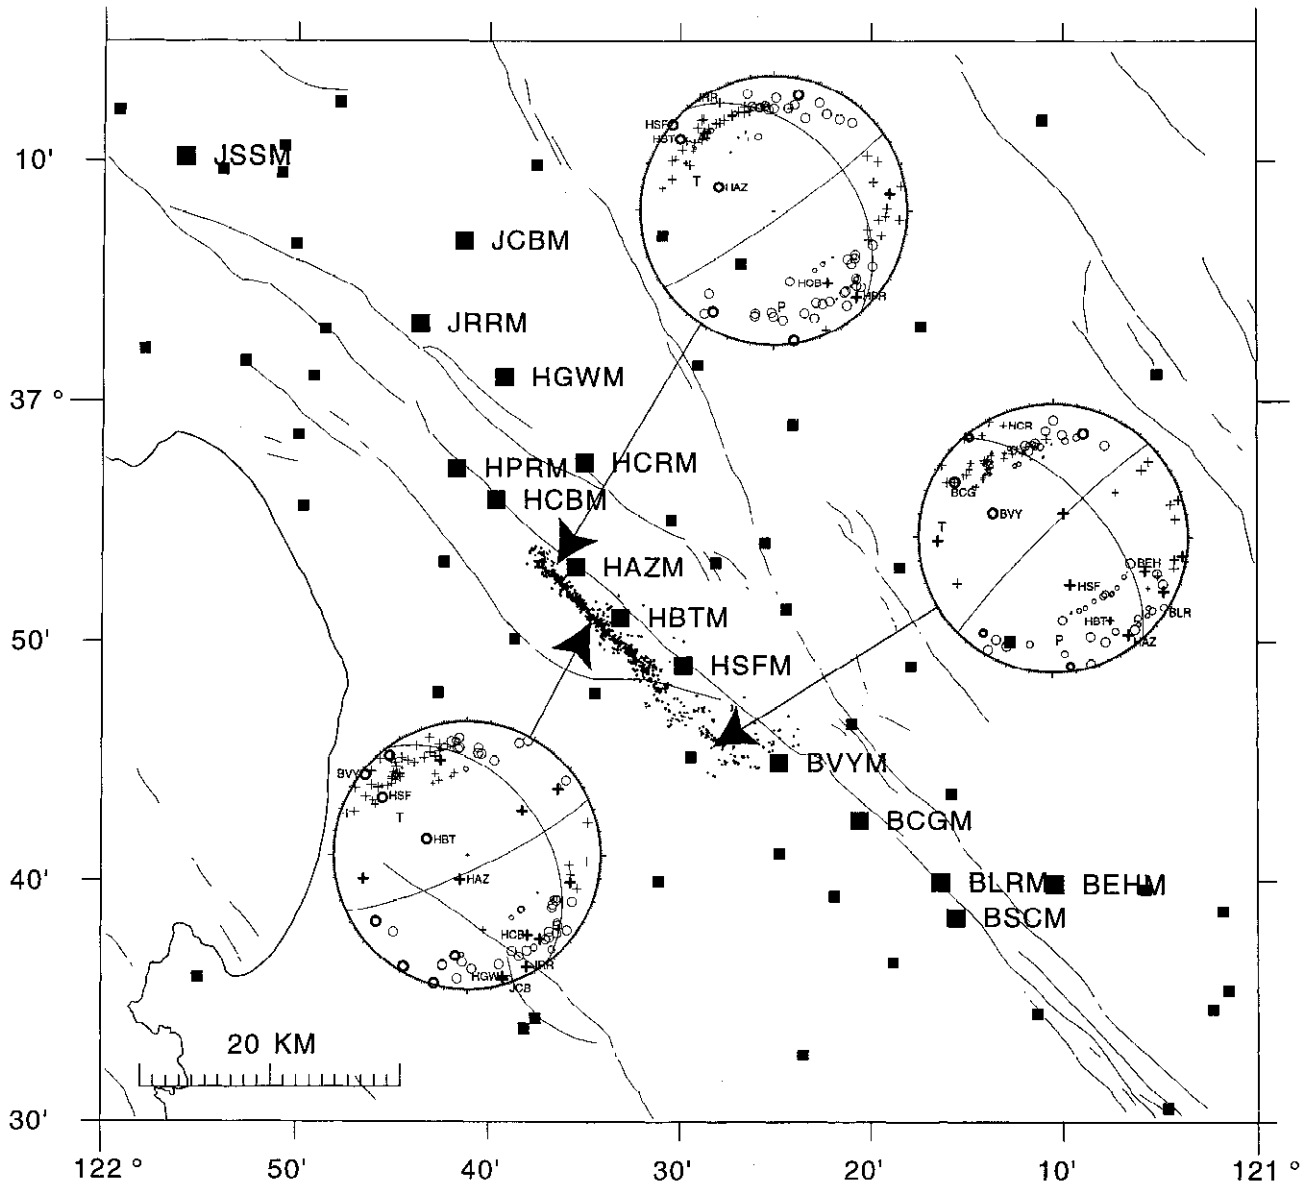 HR
HSF
HBT
T
HAZ
HOB
HPR
P
10'
JSSM
JCBM
JRRM
HGWM
37 °
HPRM
HCRM
HCBM
HAZM
HBTM
HSFM
50'
HCR
BCG
BVY
T
BEH
HSF
HBT
BLR
P
HAZ
BVYM
BCGM
BLRM
BEHM
BSCM
BVY
HSF
T
HBT
HAZ
HCB
JRR
HGW
JCB
40'
20 KM
30'
122 °
50'
40'
30'
20'
10'
121 °